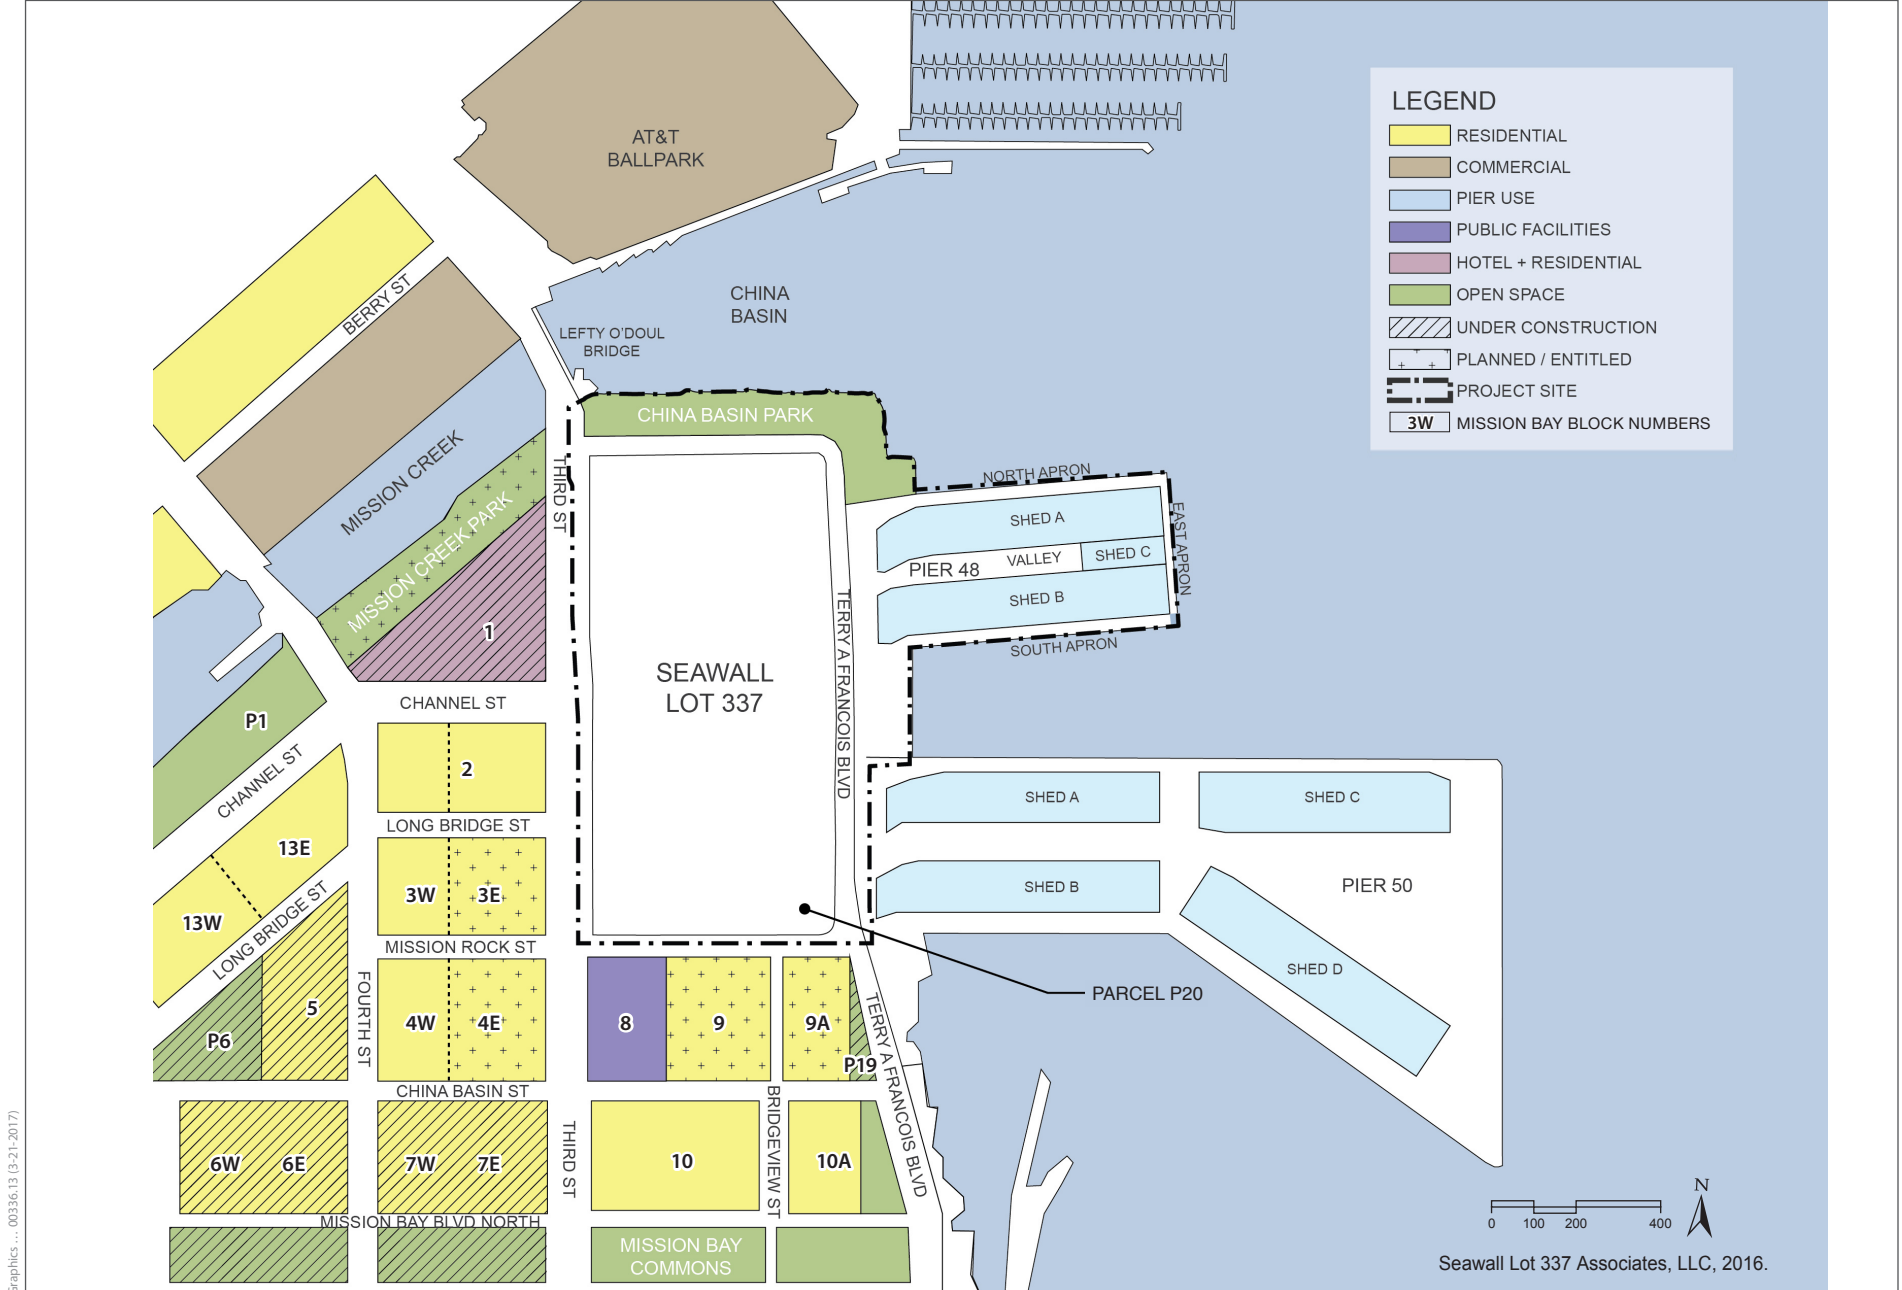 AT&T
BALLPARK
LEGEND
RESIDENTIAL
COMMERCIAL
PIER USE
PUBLIC FACILITIES
HOTEL + RESIDENTIAL
OPEN SPACE
UNDER CONSTRUCTION
PLANNED / ENTITLED
PROJECT SITE
3W MISSION BAY BLOCK NUMBERS
BERRY ST
CHINA
BASIN
LEFTY O'DOUL
BRIDGE
CHINA BASIN PARK
MISSION CREEK
MISSION CREEK PARK
THIRD ST
NORTH APRON
EAST APRON
SHED A
VALLEY
SHED C
PIER 48
SHED B
SOUTH APRON
1
SEAWALL
LOT 337
TERRY A FRANCOIS BLVD
CHANNEL ST
P1
CHANNEL ST
2
LONG BRIDGE ST
SHED A
SHED C
13E
13W
LONG BRIDGE ST
3W
3E
SHED B
PIER 50
MISSION ROCK ST
SHED D
PARCEL P20
P6
5
FOURTH ST
4W
4E
8
9
9A
P19
TERRY A FRANCOIS BLVD
CHINA BASIN ST
BRIDGEVIEW ST
6W
6E
7W
7E
THIRD ST
10
10A
MISSION BAY BLVD NORTH
MISSION BAY
COMMONS
N
0 100 200 400
Seawall Lot 337 Associates, LLC, 2016.
Graphics … 00336.13 (3-21-2017)